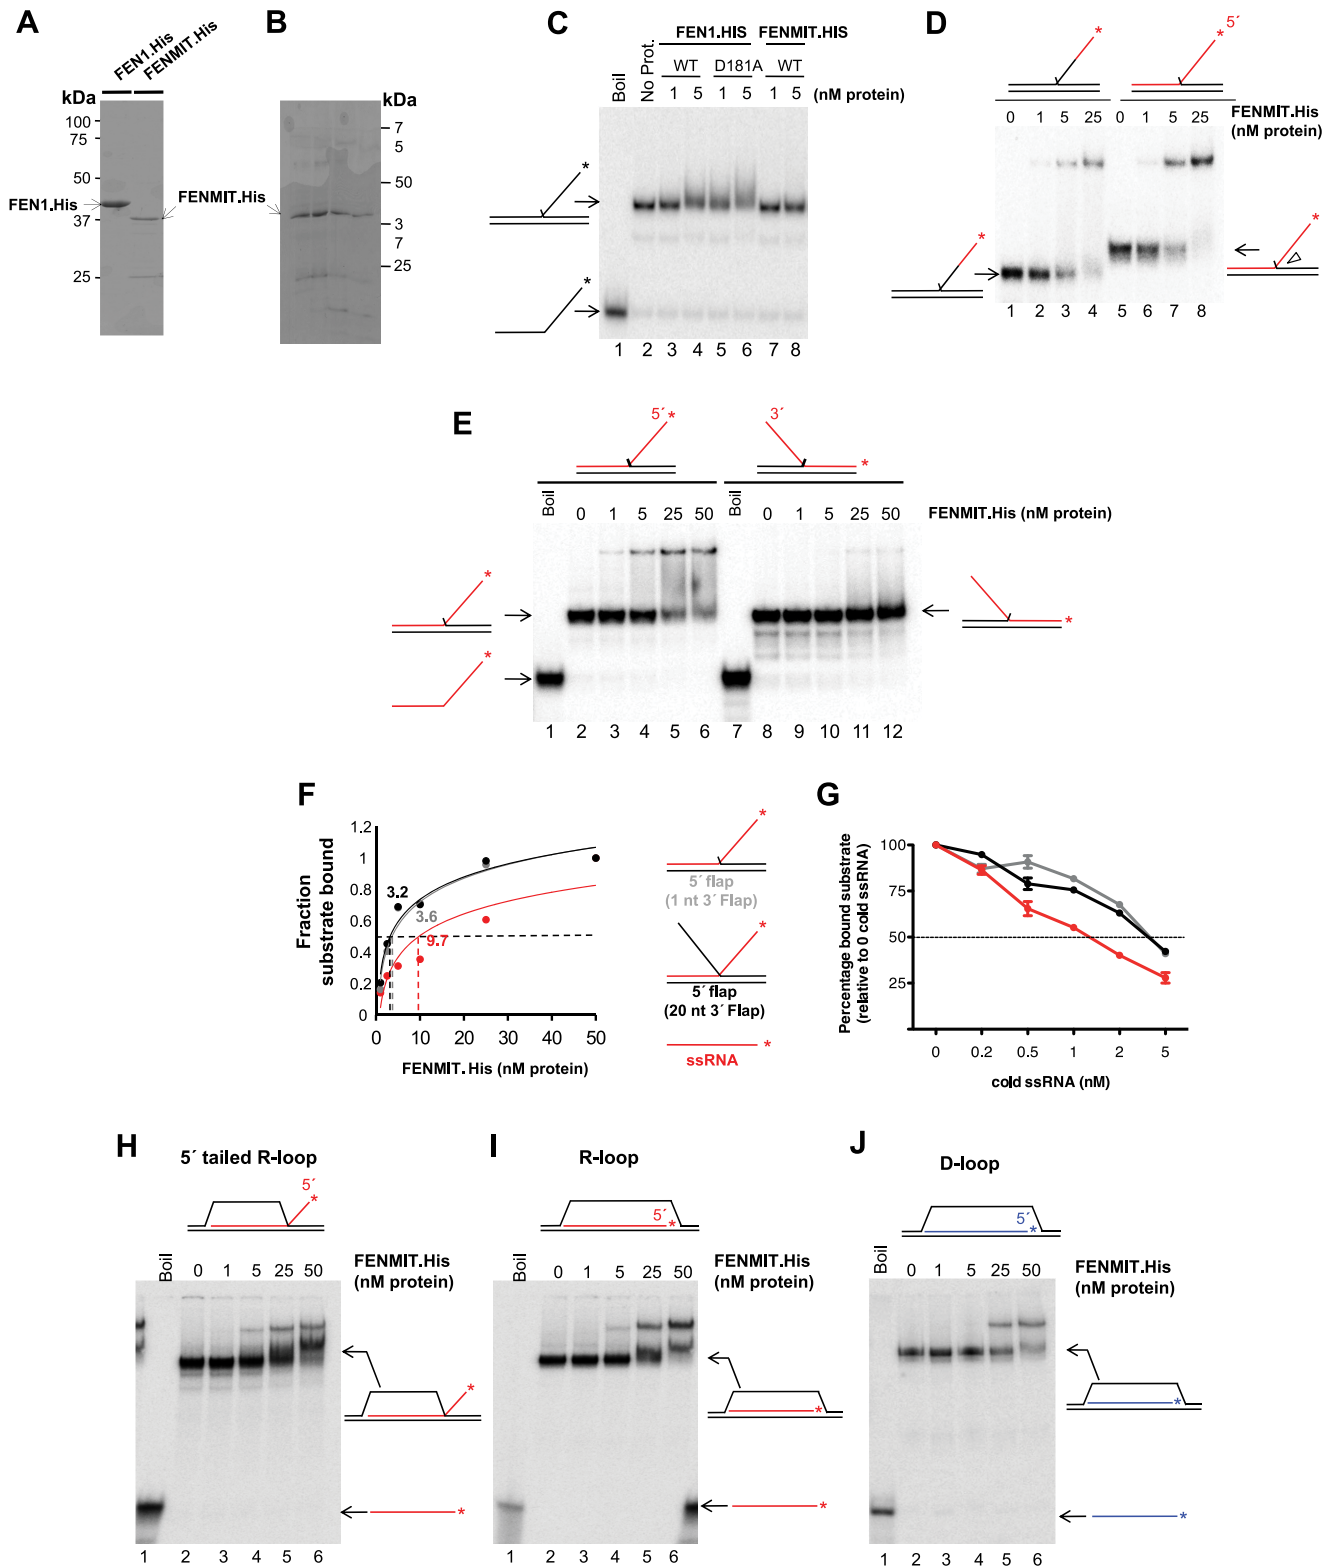 A
B
C
D
FEN1.His
FENMIT.His
kDa
100
75
50
37
25
FEN1.His
FENMIT.His
kDa
7
5
50
3
7
25
FEN1.HIS
FENMIT.HIS
Boil
No Prot.
WT
D181A
WT
1 5 1 5 1 5 (nM protein)
*
*
1 2 3 4 5 6 7 8
*
* 5´
0 1 5 25 0 1 5 25
FENMIT.His
(nM protein)
*
*
1 2 3 4 5 6 7 8
E
5´ *
3´
*
Boil
0 1 5 25 50
Boil
0 1 5 25 50
FENMIT.His (nM protein)
*
*
*
1 2 3 4 5 6 7 8 9 10 11 12
F
Fraction
substrate bound
1.2
1
0.8
0.6
0.4
0.2
0
3.2
3.6
9.7
0 10 20 30 40 50
FENMIT.His (nM protein)
*
5´ flap
(1 nt 3´ Flap)
*
5´ flap
(20 nt 3´ Flap)
*
ssRNA
G
Percentage bound substrate
(relative to 0 cold ssRNA)
100
75
50
25
0 0.2 0.5 1 2 5
cold ssRNA (nM)
H
5´ tailed R-loop
5´
*
Boil
0 1 5 25 50
FENMIT.His
(nM protein)
*
*
1 2 3 4 5 6
I
R-loop
5´
*
Boil
0 1 5 25 50
FENMIT.His
(nM protein)
*
*
1 2 3 4 5 6
J
D-loop
5´
*
Boil
0 1 5 25 50
FENMIT.His
(nM protein)
*
*
1 2 3 4 5 6